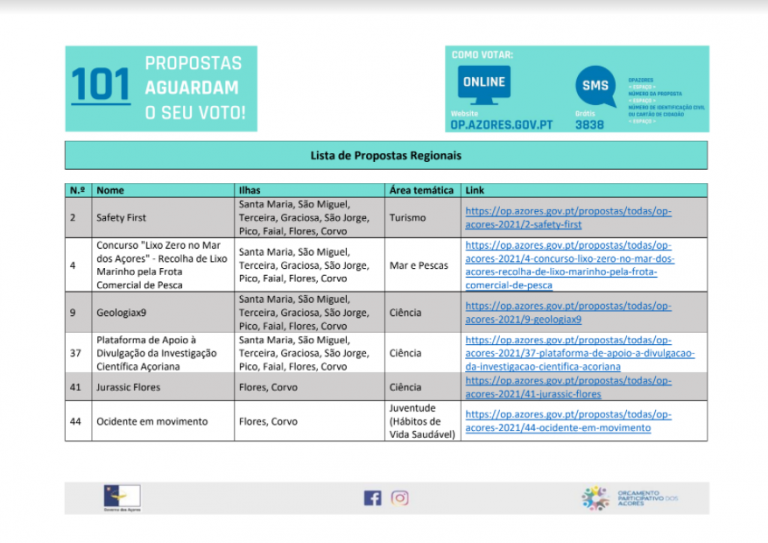 101
PROPOSTAS
AGUARDAM
O SEU VOTO!
COMO VOTAR:
ONLINE
Website
OP.AZORES.GOV.PT
SMS
Grátis
3838
OPAZORES
< ESPAÇO >
NÚMERO DA PROPOSTA
< ESPAÇO >
NÚMERO DE IDENTIFICAÇÃO CIVIL
OU CARTÃO DE CIDADÃO
< ESPAÇO >
Lista de Propostas Regionais
N.º Nome Ilhas Área temática Link
2 Safety First
Santa Maria, São Miguel,
Terceira, Graciosa, São Jorge,
Pico, Faial, Flores, Corvo
Turismo
https://op.azores.gov.pt/propostas/todas/op-
acores-2021/2-safety-first
4
Concurso "Lixo Zero no Mar
dos Açores" - Recolha de Lixo
Marinho pela Frota
Comercial de Pesca
Santa Maria, São Miguel,
Terceira, Graciosa, São Jorge,
Pico, Faial, Flores, Corvo
Mar e Pescas
https://op.azores.gov.pt/propostas/todas/op-
acores-2021/4-concurso-lixo-zero-no-mar-dos-
acores-recolha-de-lixo-marinho-pela-frota-
comercial-de-pesca
9 Geologiax9
Santa Maria, São Miguel,
Terceira, Graciosa, São Jorge,
Pico, Faial, Flores, Corvo
Ciência
https://op.azores.gov.pt/propostas/todas/op-
acores-2021/9-geologiax9
37
Plataforma de Apoio à
Divulgação da Investigação
Científica Açoriana
Santa Maria, São Miguel,
Terceira, Graciosa, São Jorge,
Pico, Faial, Flores, Corvo
Ciência
https://op.azores.gov.pt/propostas/todas/op-
acores-2021/37-plataforma-de-apoio-a-divulgacao-
da-investigacao-cientifica-acoriana
41 Jurassic Flores
Flores, Corvo
Ciência
https://op.azores.gov.pt/propostas/todas/op-
acores-2021/41-jurassic-flores
44 Ocidente em movimento
Flores, Corvo
Juventude
(Hábitos de
Vida Saudável)
https://op.azores.gov.pt/propostas/todas/op-
acores-2021/44-ocidente-em-movimento
Governo dos Açores
ORÇAMENTO
PARTICIPATIVO DOS
AÇORES